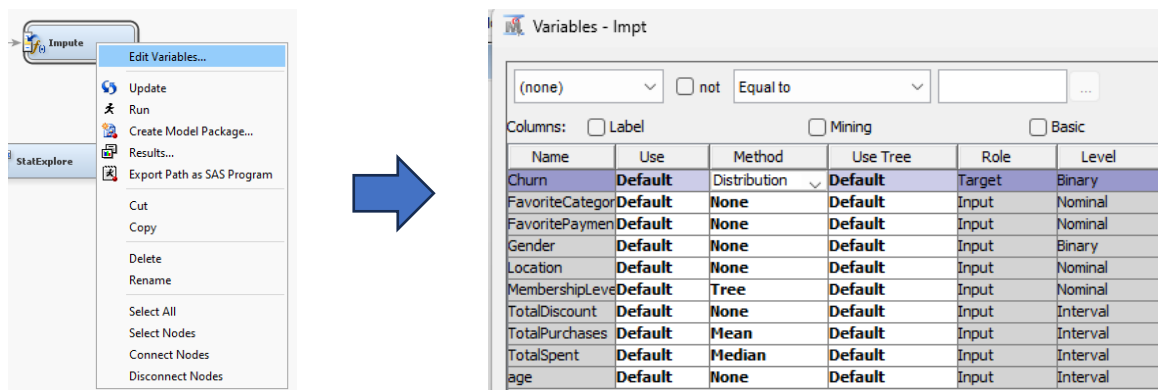 Impute
Edit Variables...
Update
Run
Create Model Package...
Results...
StatExplore
Export Path as SAS Program
Cut
Copy
Delete
Rename
Select All
Select Nodes
Connect Nodes
Disconnect Nodes
Variables - Impt
(none) not Equal to ...
Columns: Label Mining Basic
Name Use Method Use Tree Role Level
Churn Default Distribution Default Target Binary
FavoriteCategor Default None Default Input Nominal
FavoritePaymen Default None Default Input Nominal
Gender Default None Default Input Binary
Location Default None Default Input Nominal
MembershipLeve Default Tree Default Input Nominal
TotalDiscount Default None Default Input Interval
TotalPurchases Default Mean Default Input Interval
TotalSpent Default Median Default Input Interval
age Default None Default Input Interval